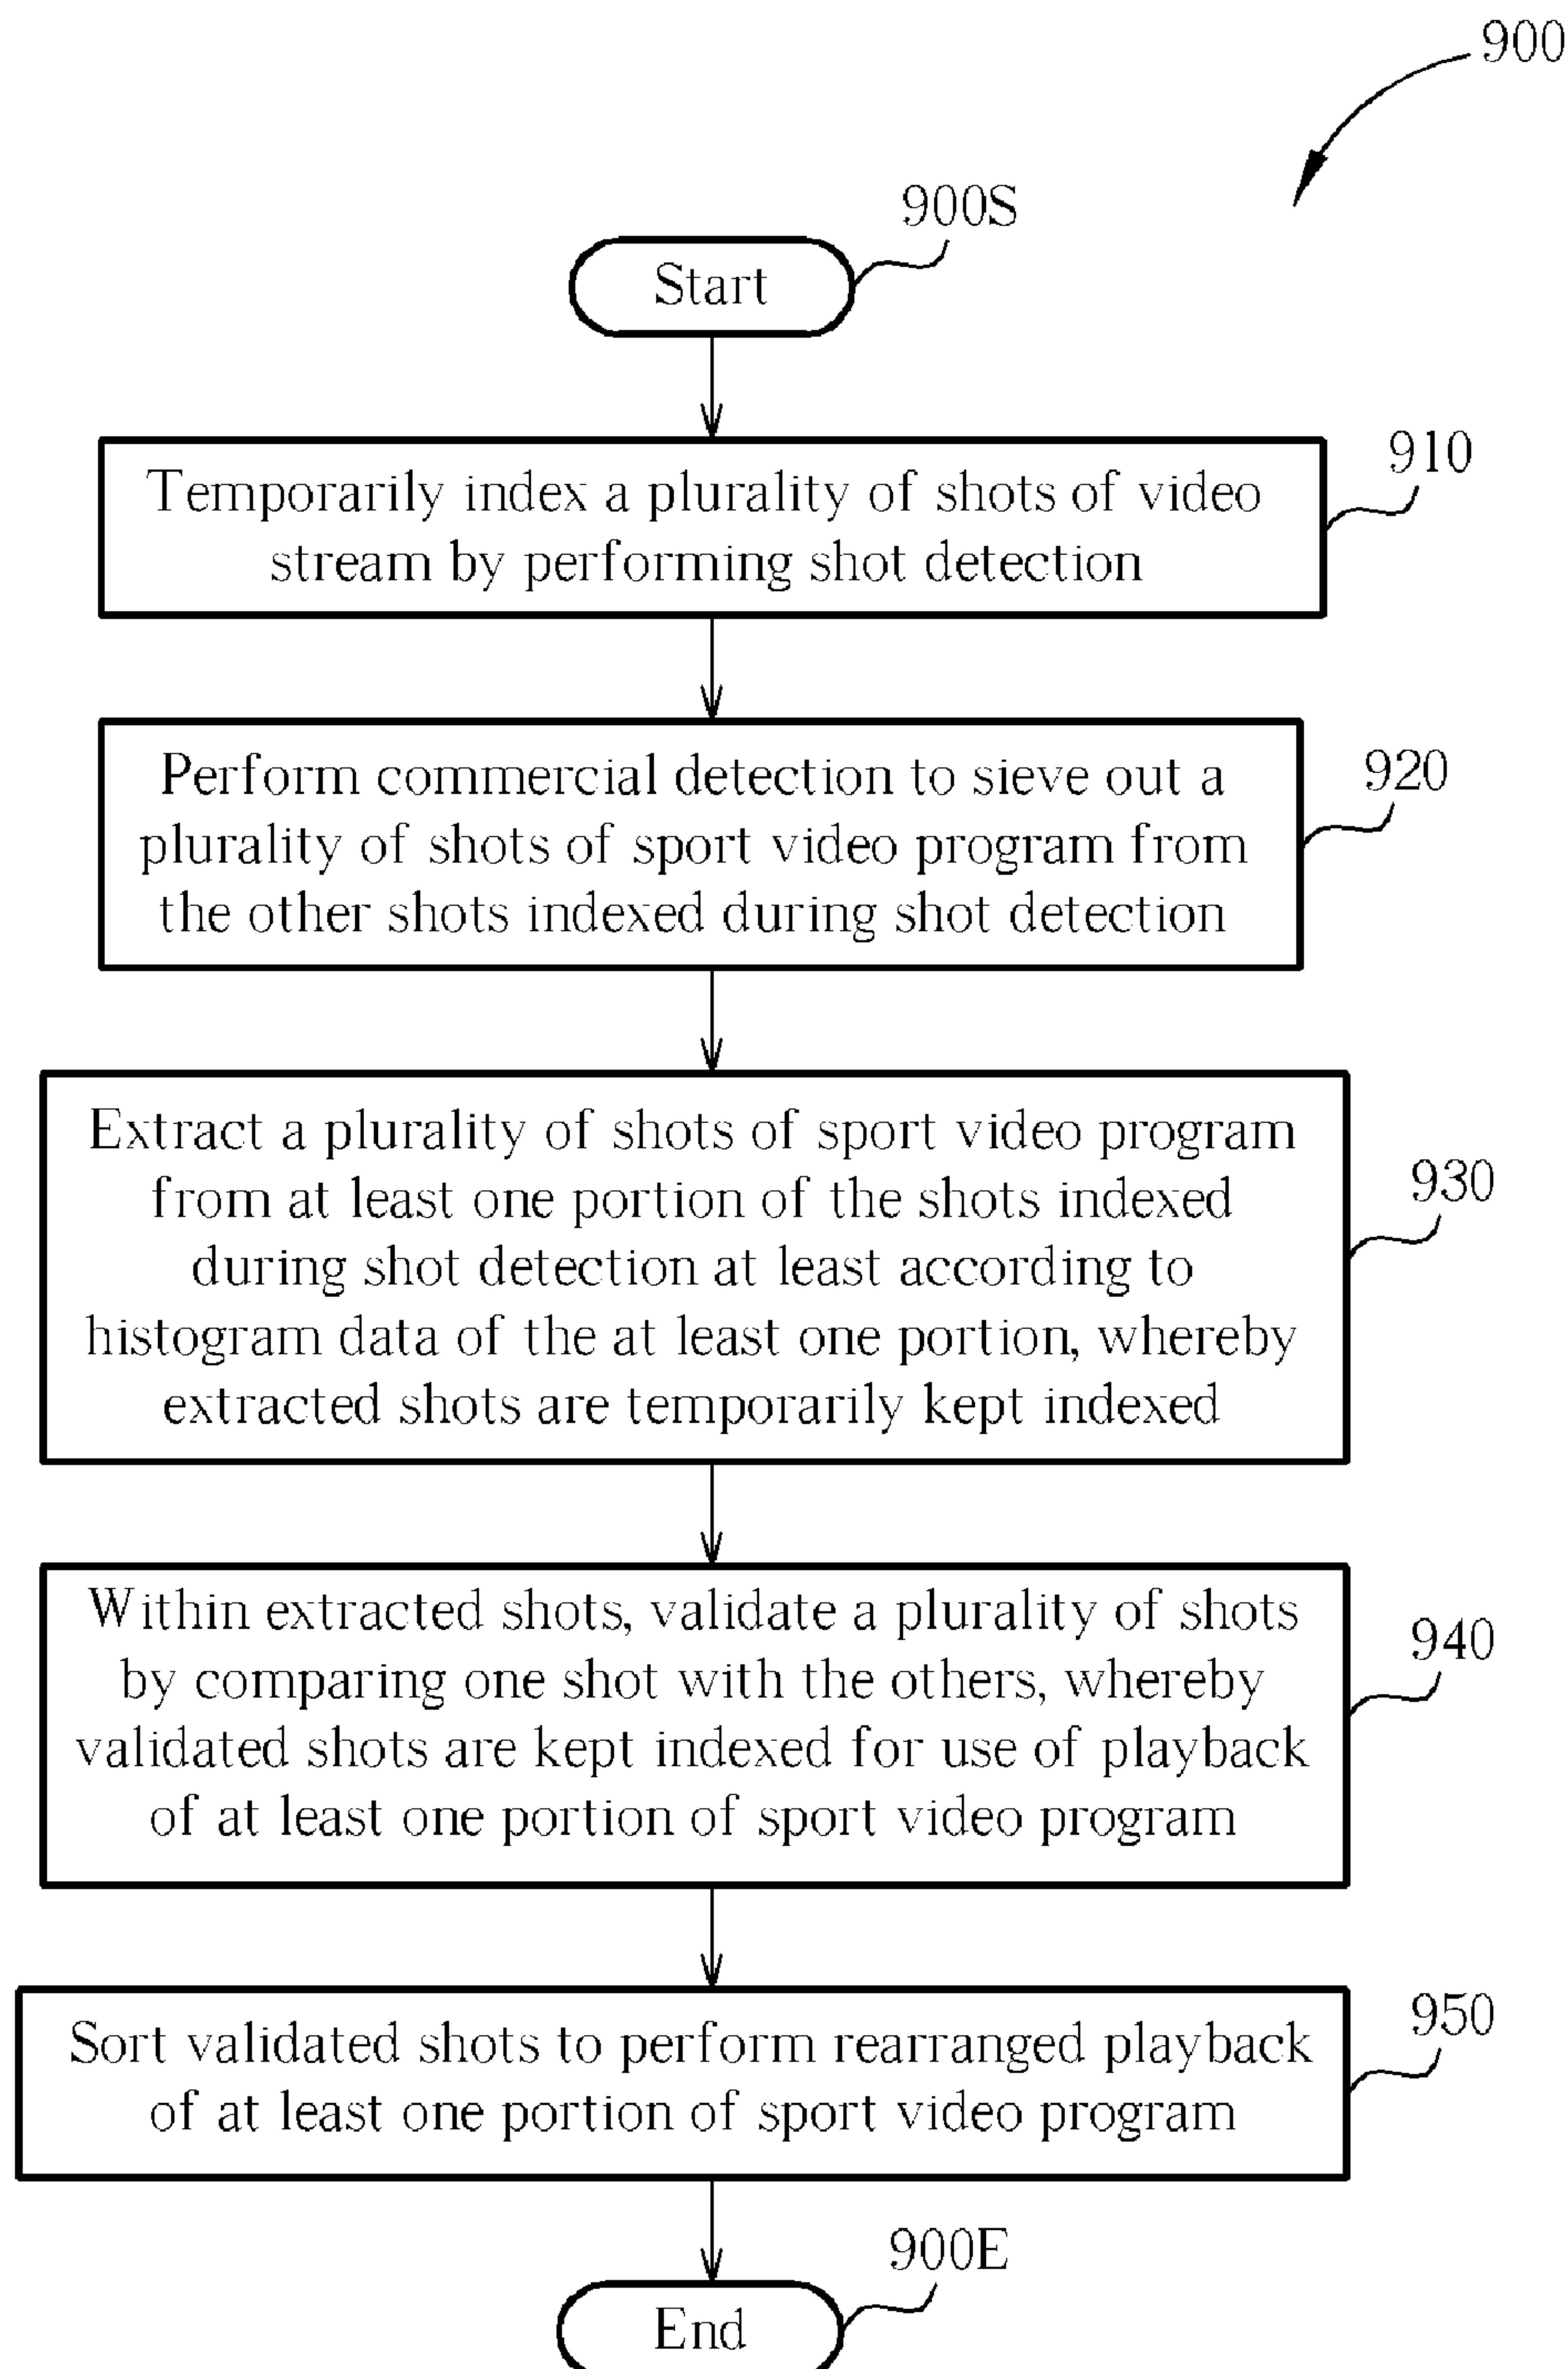 900
900S
Start
910
Temporarily index a plurality of shots of video
stream by performing shot detection
920
Perform commercial detection to sieve out a
plurality of shots of sport video program from
the other shots indexed during shot detection
930
Extract a plurality of shots of sport video program
from at least one portion of the shots indexed
during shot detection at least according to
histogram data of the at least one portion, whereby
extracted shots are temporarily kept indexed
940
Within extracted shots, validate a plurality of shots
by comparing one shot with the others, whereby
validated shots are kept indexed for use of playback
of at least one portion of sport video program
950
Sort validated shots to perform rearranged playback
of at least one portion of sport video program
900E
End